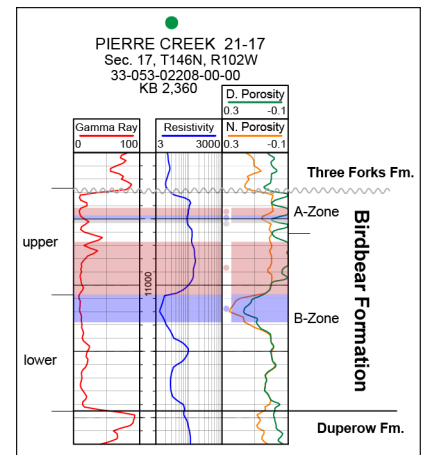 PIERRE CREEK 21-17
Sec. 17, T146N, R102W
33-053-02208-00-00
KB 2,360
D. Porosity
0.3 -0.1
Gamma Ray Resistivity N. Porosity
0 100 3 3000 0.3 -0.1
Three Forks Fm.
A-Zone
upper
11000
B-Zone
Birdbear Formation
lower
Duperow Fm.